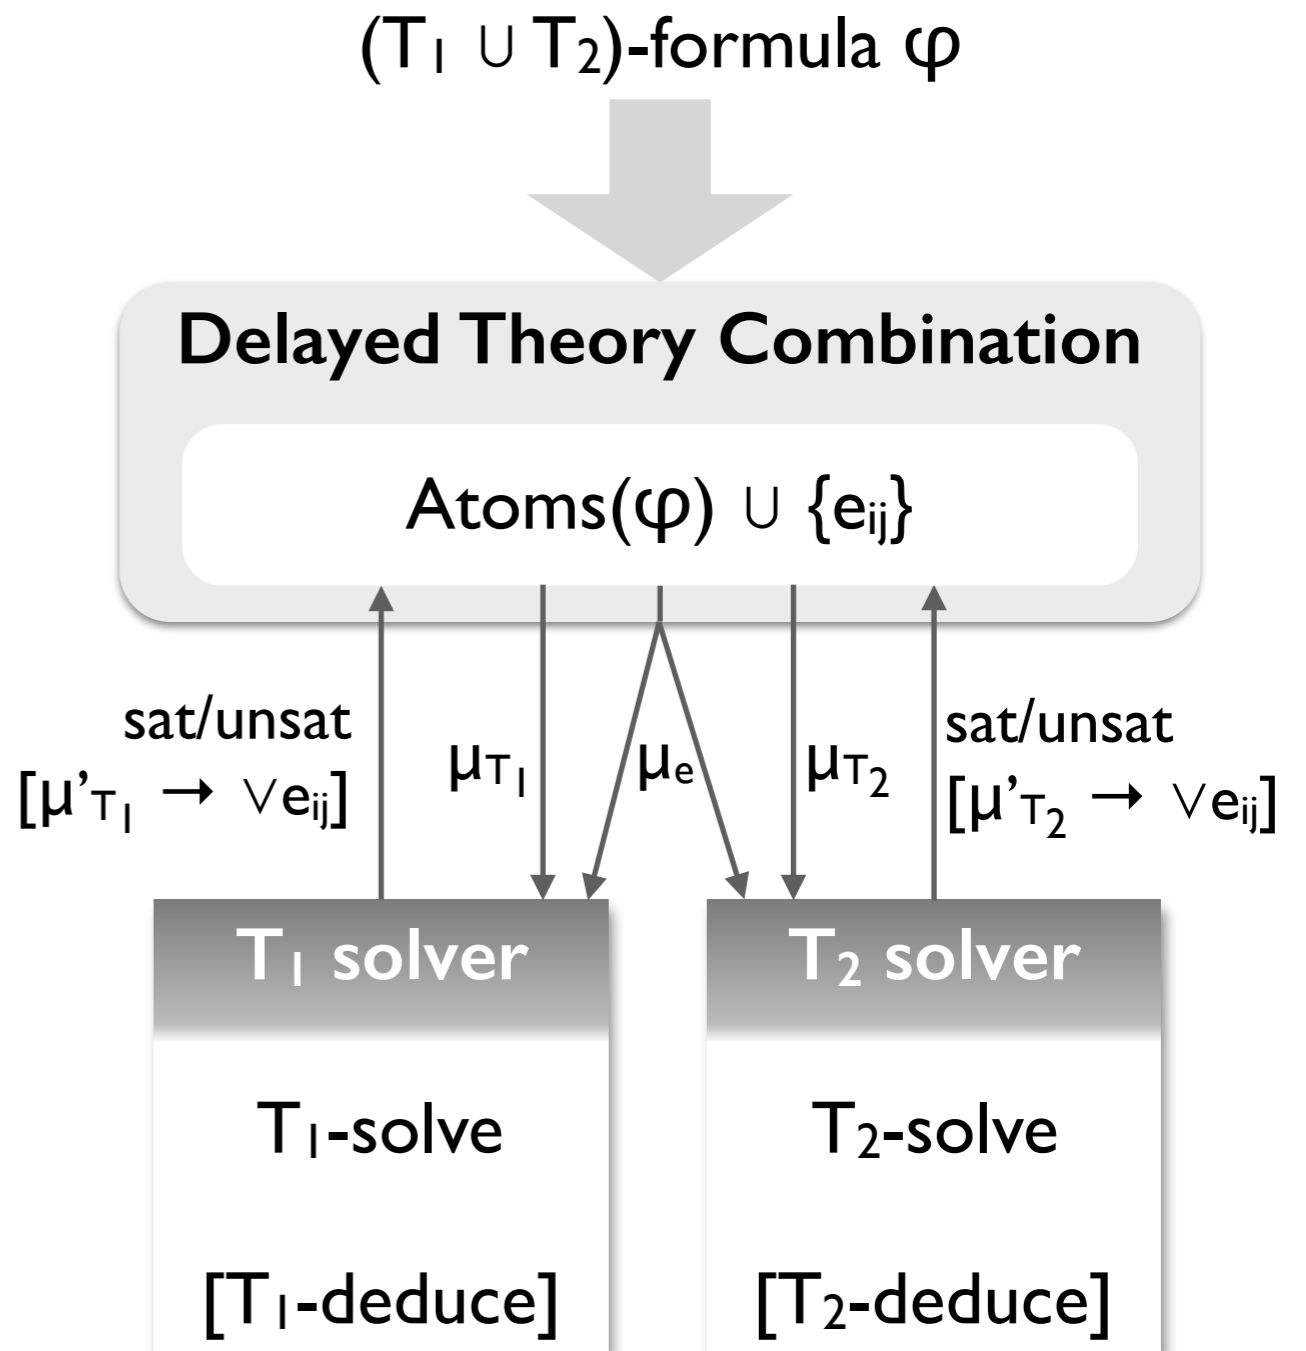 (T₁ ∪ T₂)-formula φ
Delayed Theory Combination
Atoms(φ) ∪ {eᵢⱼ}
sat/unsat
[μ’T₁ → ∨eᵢⱼ]
μT₁
μₑ
μT₂
sat/unsat
[μ’T₂ → ∨eᵢⱼ]
T₁ solver
T₁-solve
[T₁-deduce]
T₂ solver
T₂-solve
[T₂-deduce]